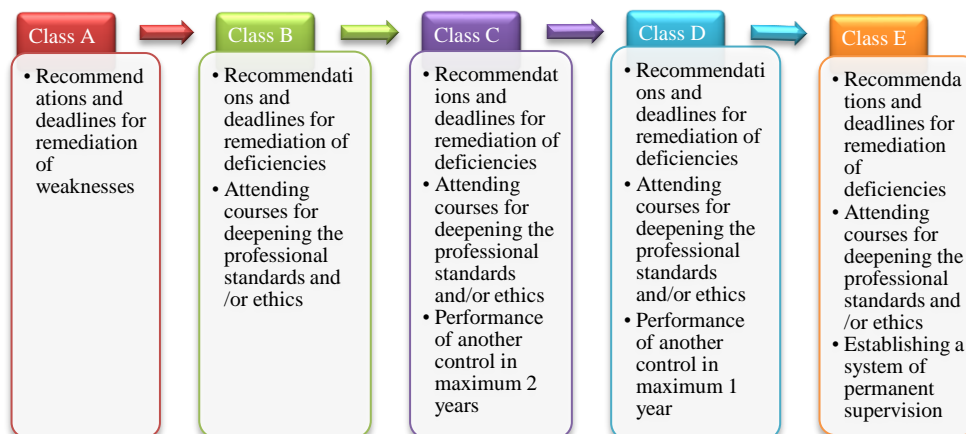 Class A
• Recommend
ations and
deadlines for
remediation
of
weaknesses
Class B
• Recommendati
ons and
deadlines for
remediation of
deficiencies
• Attending
courses for
deepening the
professional
standards and
/or ethics
Class C
• Recommendat
ions and
deadlines for
remediation of
deficiencies
• Attending
courses for
deepening the
professional
standards
and/or ethics
• Performance
of another
control in
maximum 2
years
Class D
• Recommendati
ons and
deadlines for
remediation of
deficiencies
• Attending
courses for
deepening the
professional
standards
and/or ethics
• Performance
of another
control in
maximum 1
year
Class E
• Recommenda
tions and
deadlines for
remediation
of
deficiencies
• Attending
courses for
deepening the
professional
standards and
/or ethics
• Establishing a
system of
permanent
supervision